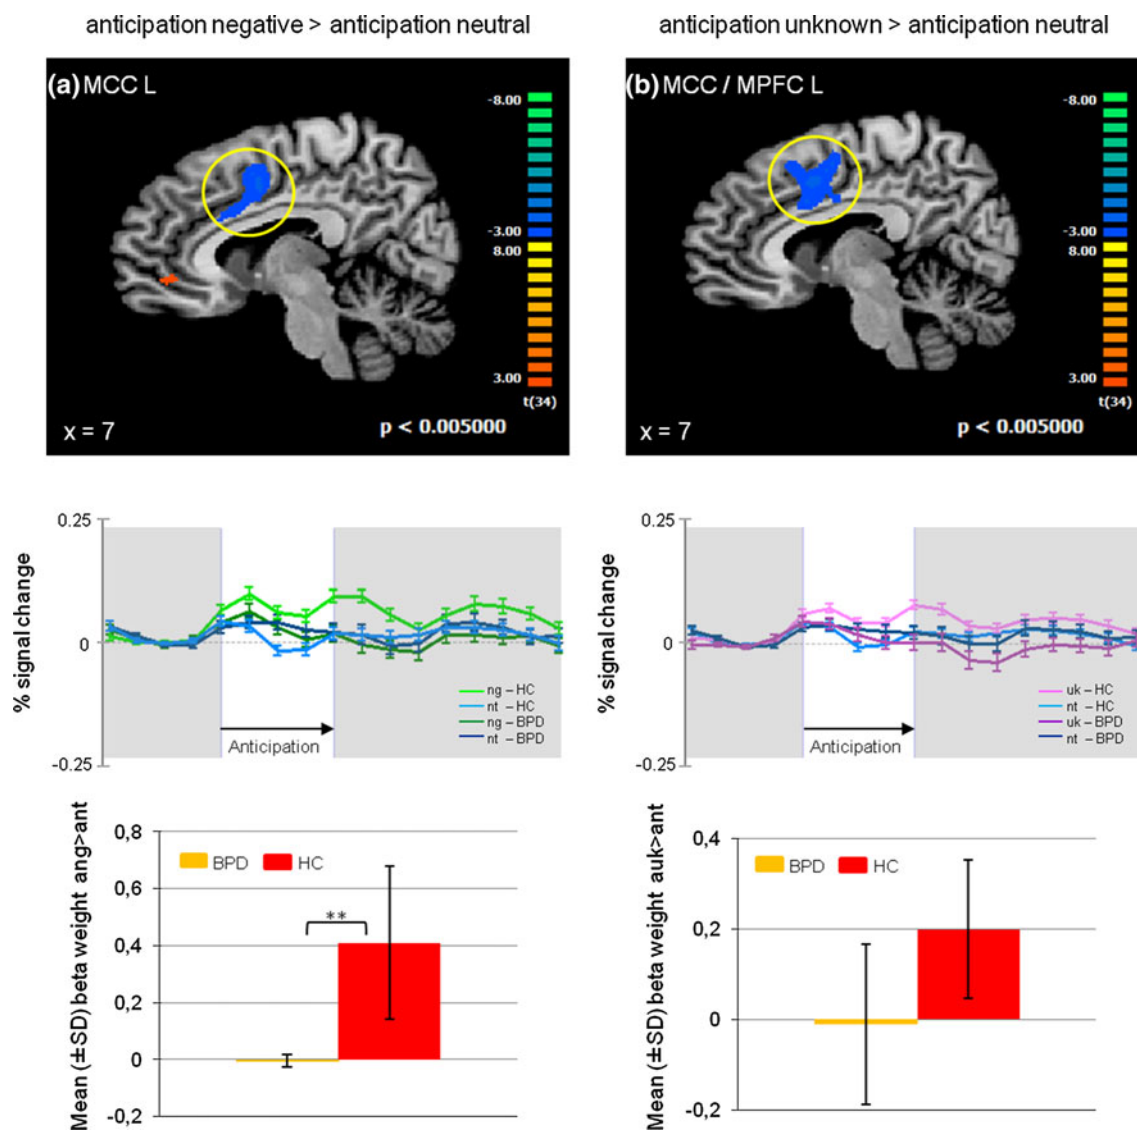 anticipation negative > anticipation neutral
anticipation unknown > anticipation neutral
(a) MCC L
-8.00
-3.00
8.00
3.00
t(34)
x = 7
p < 0.005000
(b) MCC / MPFC L
-8.00
-3.00
8.00
3.00
t(34)
x = 7
p < 0.005000
% signal change
0.25
0
-0.25
ng – HC
nt – HC
ng – BPD
nt – BPD
Anticipation
% signal change
0.25
0
-0.25
uk – HC
nt – HC
uk – BPD
nt – BPD
Anticipation
Mean (±SD) beta weight ang>ant
0,8
0,6
0,4
0,2
0
-0,2
BPD
HC
**
Mean (±SD) beta weight auk>ant
0,4
0,2
0
-0,2
BPD
HC